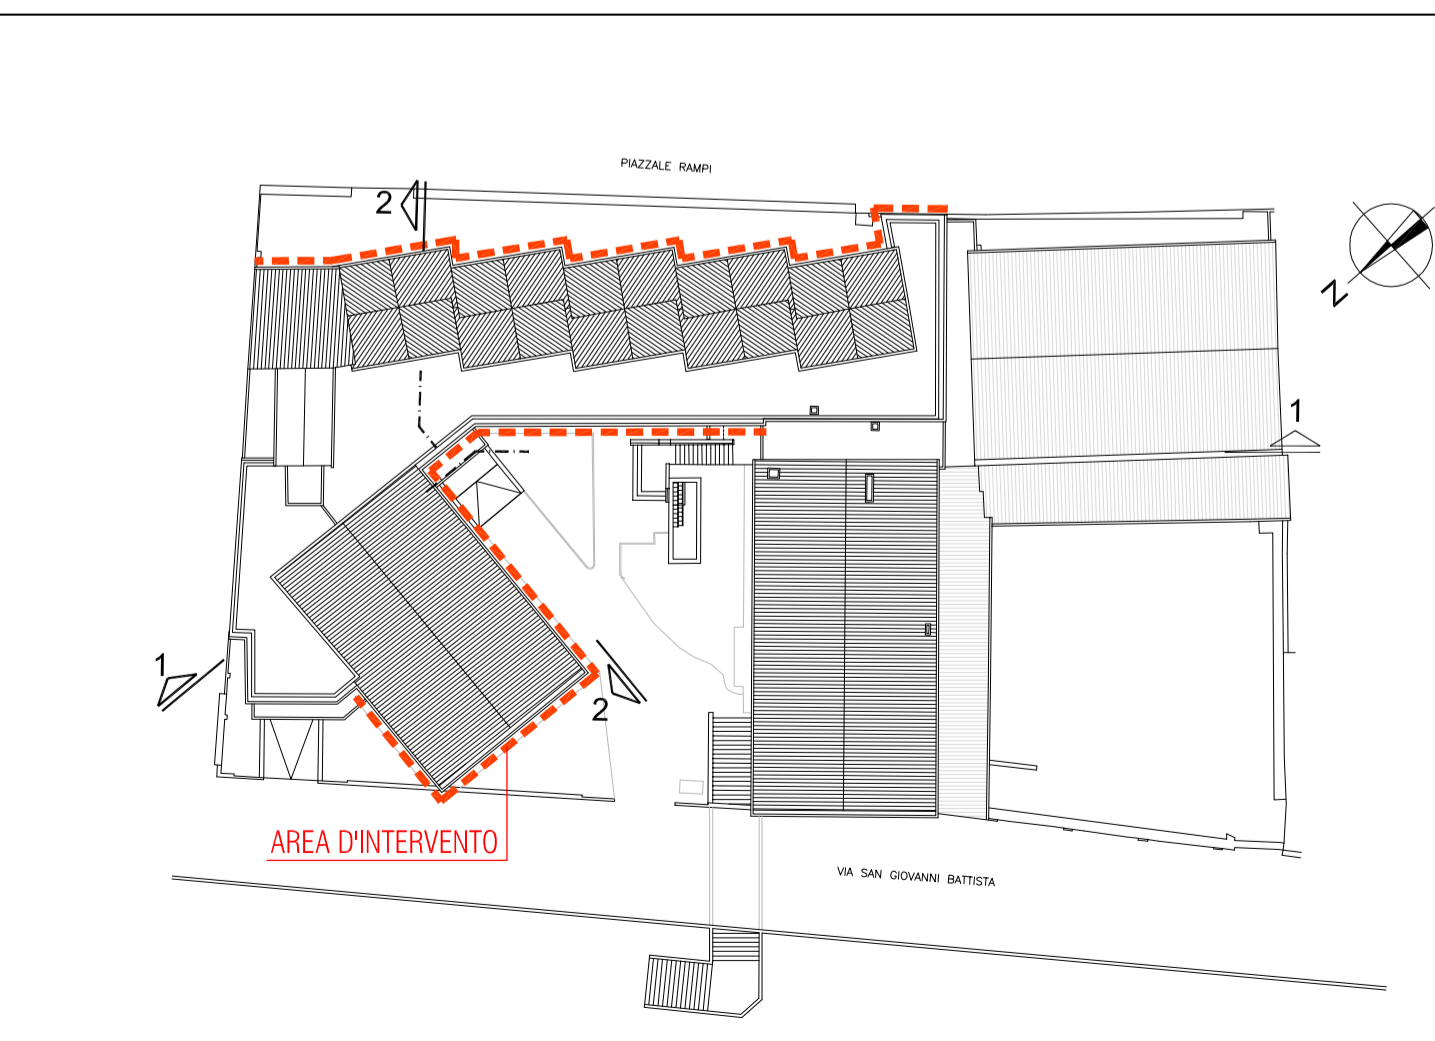 PIAZZALE RAMPI
2
N
1
1
2
AREA D'INTERVENTO
VIA SAN GIOVANNI BATTISTA